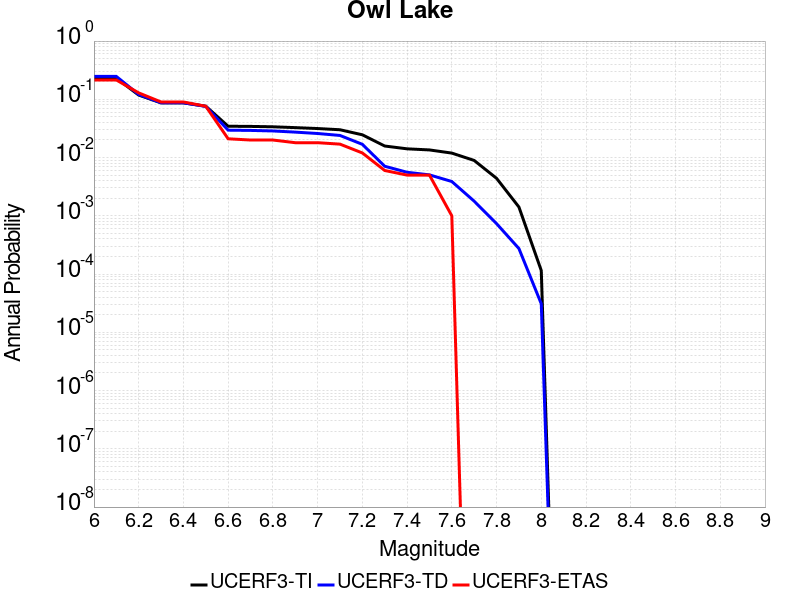 Owl Lake
10^0
10^-1
10^-2
10^-3
10^-4
10^-5
10^-6
10^-7
10^-8
Annual Probability
6 6.2 6.4 6.6 6.8 7 7.2 7.4 7.6 7.8 8 8.2 8.4 8.6 8.8 9
Magnitude
UCERF3-TI UCERF3-TD UCERF3-ETAS